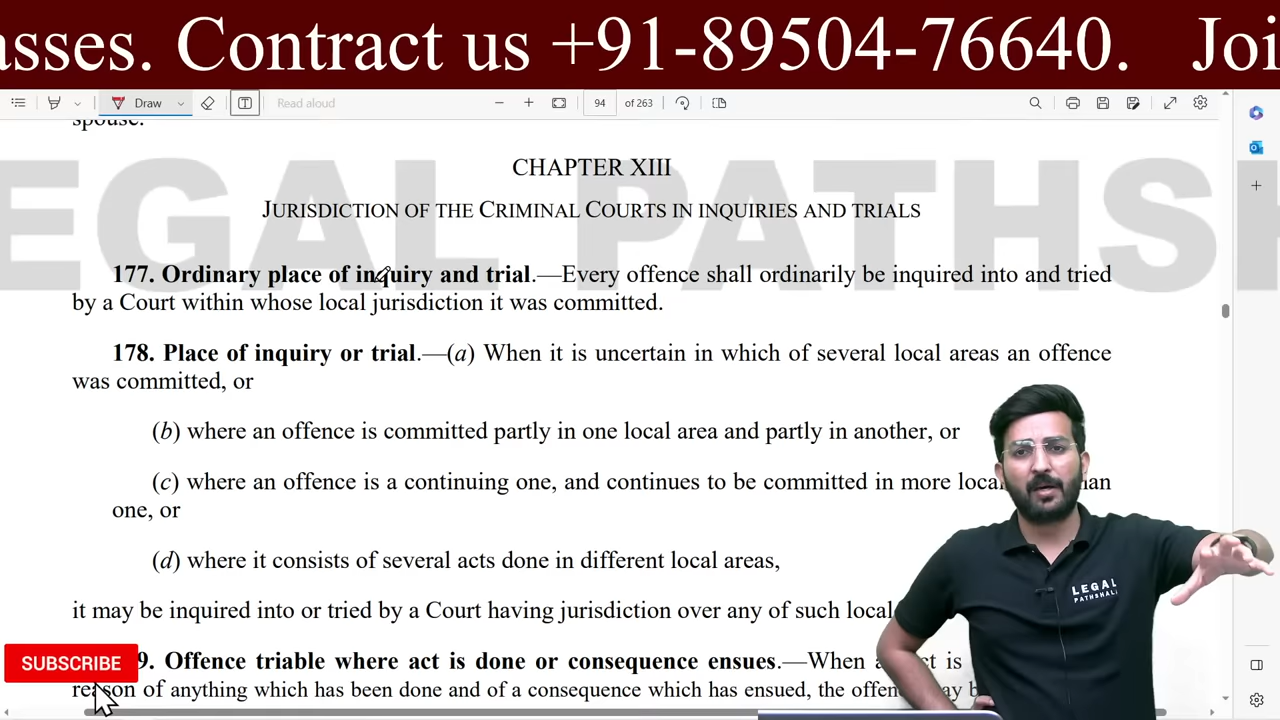 asses. Contract us +91-89504-76640. Joi
Draw
Read aloud
94 of 263
spouse.
EGAL PATHS
CHAPTER XIII
JURISDICTION OF THE CRIMINAL COURTS IN INQUIRIES AND TRIALS
177. Ordinary place of inquiry and trial.—Every offence shall ordinarily be inquired into and tried
by a Court within whose local jurisdiction it was committed.
178. Place of inquiry or trial.—(a) When it is uncertain in which of several local areas an offence
was committed, or
(b) where an offence is committed partly in one local area and partly in another, or
(c) where an offence is a continuing one, and continues to be committed in more loca an
one, or
(d) where it consists of several acts done in different local areas,
it may be inquired into or tried by a Court having jurisdiction over any of such local
9. Offence triable where act is done or consequence ensues.—When a ct is
reason of anything which has been done and of a consequence which has ensued, the offen y b
LEGAL
PATHSHALA
SUBSCRIBE